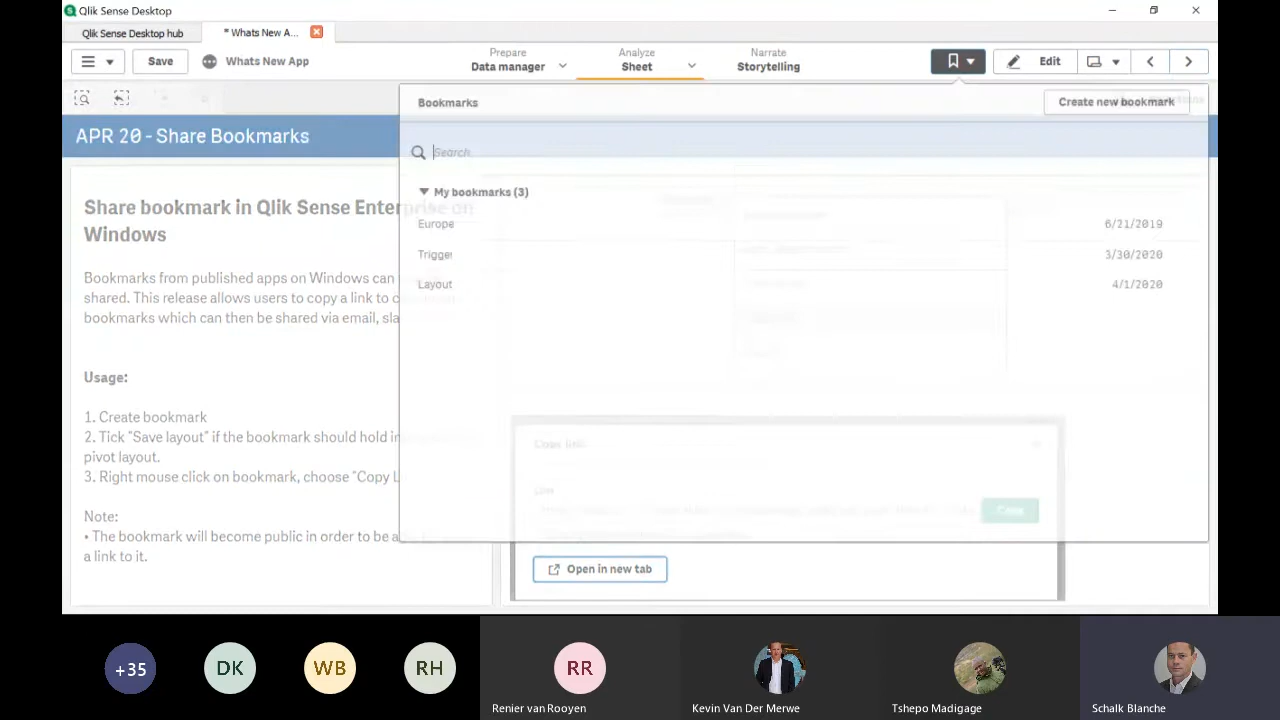 Qlik Sense Desktop
Qlik Sense Desktop hub
* Whats New A...
Save
Whats New App
Prepare
Data manager
Analyze
Sheet
Narrate
Storytelling
Edit
Bookmarks
Create new bookmark
APR 20 - Share Bookmarks
Search
My bookmarks (3)
Europe
6/21/2019
Trigger
3/30/2020
Layout
4/1/2020
Share bookmark in Qlik Sense Enterprise on
Windows
Bookmarks from published apps on Windows can
shared. This release allows users to copy a link to
bookmarks which can then be shared via email,
Usage:
1. Create bookmark
2. Tick "Save layout" if the bookmark should hold
pivot layout.
3. Right mouse click on bookmark, choose "Copy
Note:
• The bookmark will become public in order to be
a link to it.
Copy link
Link
Copy
Open in new tab
+35
DK
WB
RH
RR
Renier van Rooyen
Kevin Van Der Merwe
Tshepo Madigage
Schalk Blanche